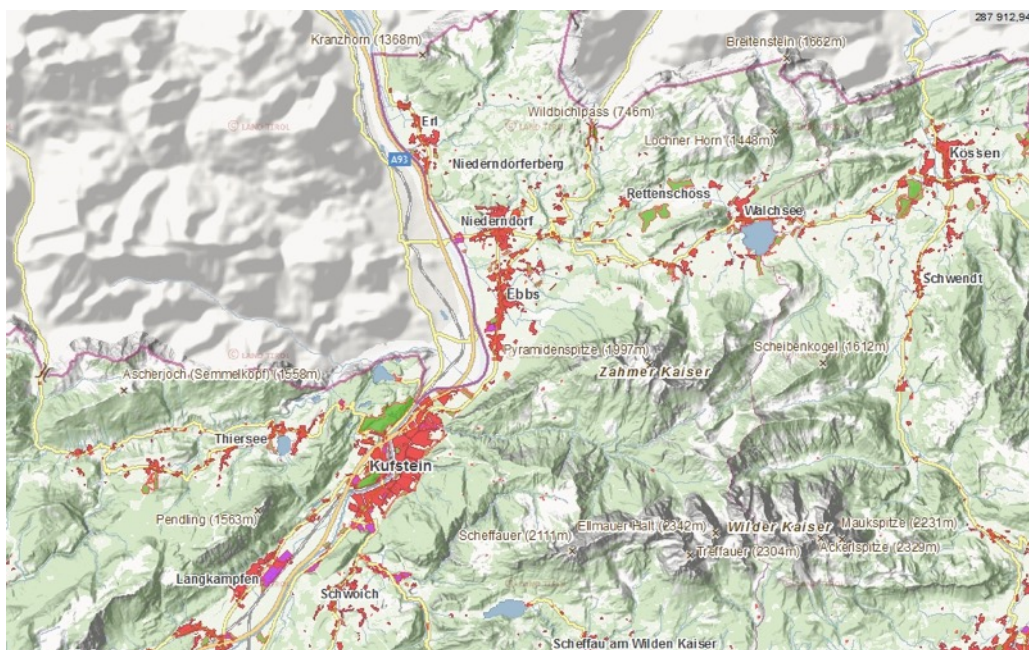 287 912,94
Kranzhorn (1368m)
Breitenstein (1662m)
Erl
Wildbichlpass (746m)
Lochner Horn (1448m)
Kössen
A93
Niederndorferberg
Rettenschöss
Niederndorf
Walchsee
Schwendt
Ebbs
© LAND TIROL
Pyramidenspitze (1997m)
Scheibenkogel (1612m)
Ascherjoch (Semmelkopf) (1558m)
Zahmer Kaiser
Thiersee
Kufstein
Pendling (1563m)
Scheffauer (2111m)
Ellmauer Halt (2342m)
Wilder Kaiser
Maukspitze (2231m)
Treffauer (2304m)
Ackerlspitze (2329m)
Langkampfen
Schwoich
Scheffau am Wilden Kaiser